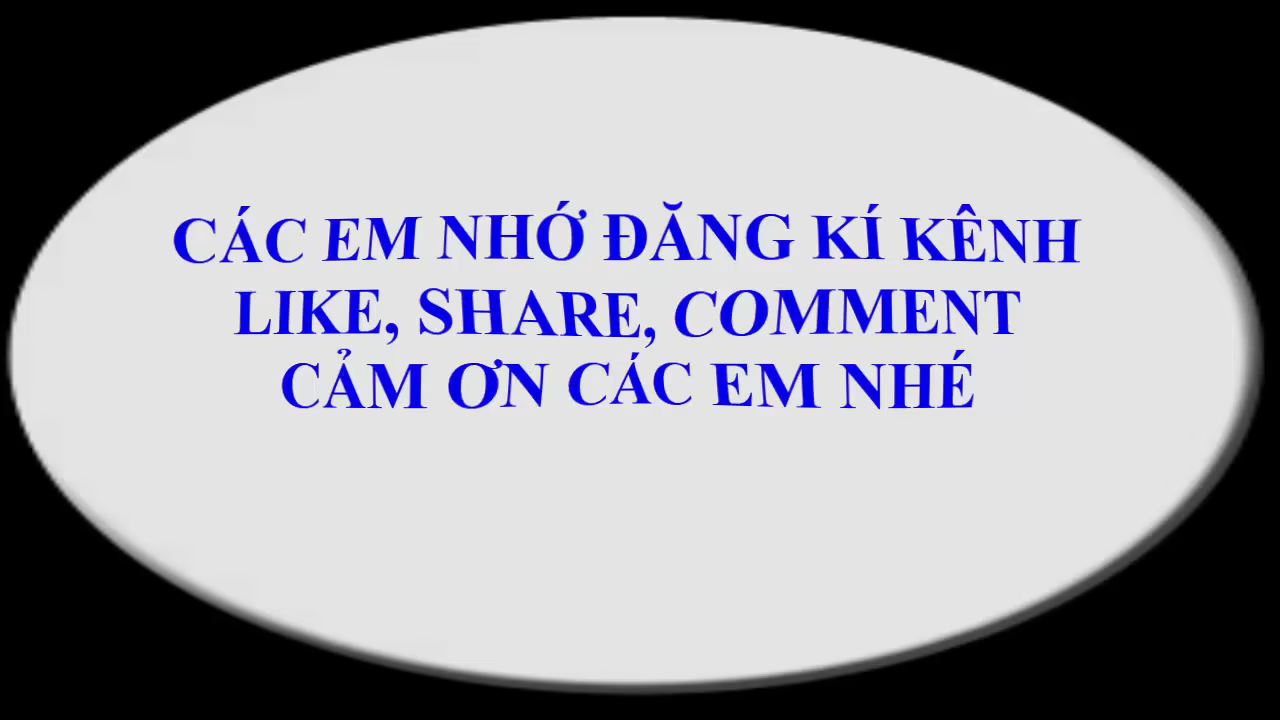 CÁC EM NHỚ ĐĂNG KÍ KÊNH
LIKE, SHARE, COMMENT
CẢM ƠN CÁC EM NHÉ